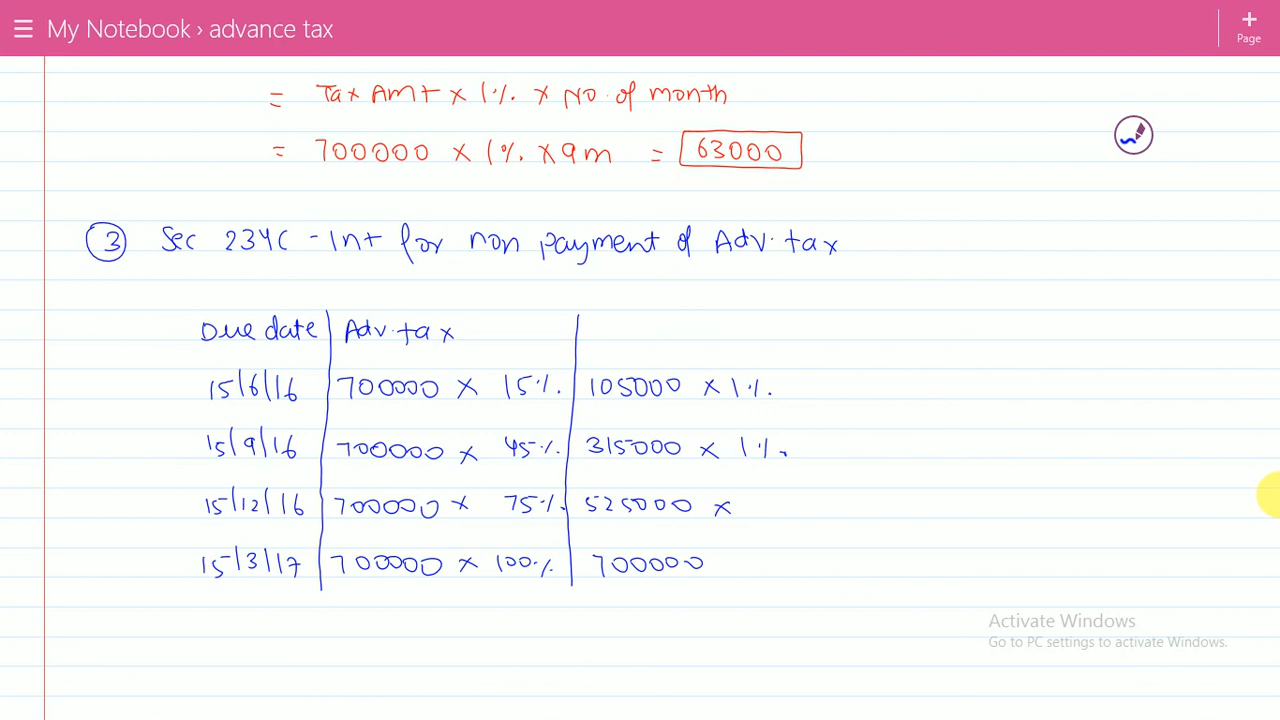 My Notebook › advance tax
Page
= Tax Amt x 1% x No. of month
= 700000 x 1% x 9m = 63000
3 Sec 234C - Int for non payment of Adv. tax
Due date Adv. tax
15/6/16 700000 x 15% 105000 x 1%
15/9/16 700000 x 45% 315000 x 1%
15/12/16 700000 x 75% 525000 x
15/3/17 700000 x 100% 700000
Activate Windows
Go to PC settings to activate Windows.